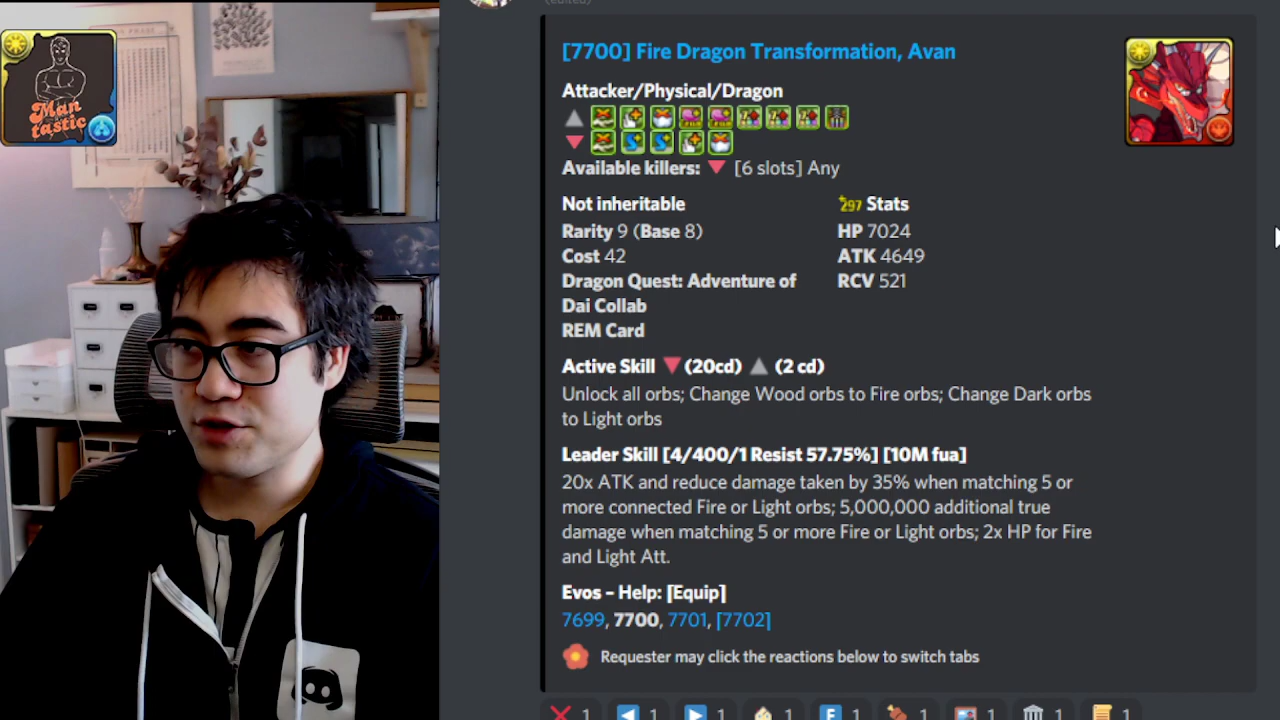 (edited)
[7700] Fire Dragon Transformation, Avan
Attacker/Physical/Dragon
Available killers: [6 slots] Any
Not inheritable
297 Stats
Rarity 9 (Base 8)
HP 7024
Cost 42
ATK 4649
Dragon Quest: Adventure of
RCV 521
Dai Collab
REM Card
Active Skill (20cd) (2 cd)
Unlock all orbs; Change Wood orbs to Fire orbs; Change Dark orbs
to Light orbs
Leader Skill [4/400/1 Resist 57.75%] [10M fua]
20x ATK and reduce damage taken by 35% when matching 5 or
more connected Fire or Light orbs; 5,000,000 additional true
damage when matching 5 or more Fire or Light orbs; 2x HP for Fire
and Light Att.
Evos – Help: [Equip]
7699, 7700, 7701, [7702]
Requester may click the reactions below to switch tabs
1 1 1 1 1 1 1 1 1
Man
tastic